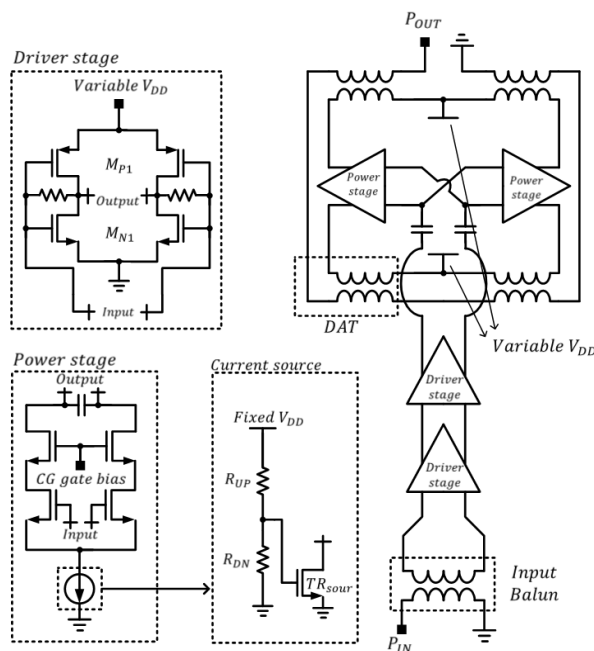 Driver stage
Variable V_DD
M_P1
Output
M_N1
Input
Power stage
Output
CG gate bias
Input
Current source
Fixed V_DD
R_UP
R_DN
TR_sour
P_OUT
Power stage
Power stage
DAT
Variable V_DD
Driver stage
Driver stage
Input Balun
P_IN